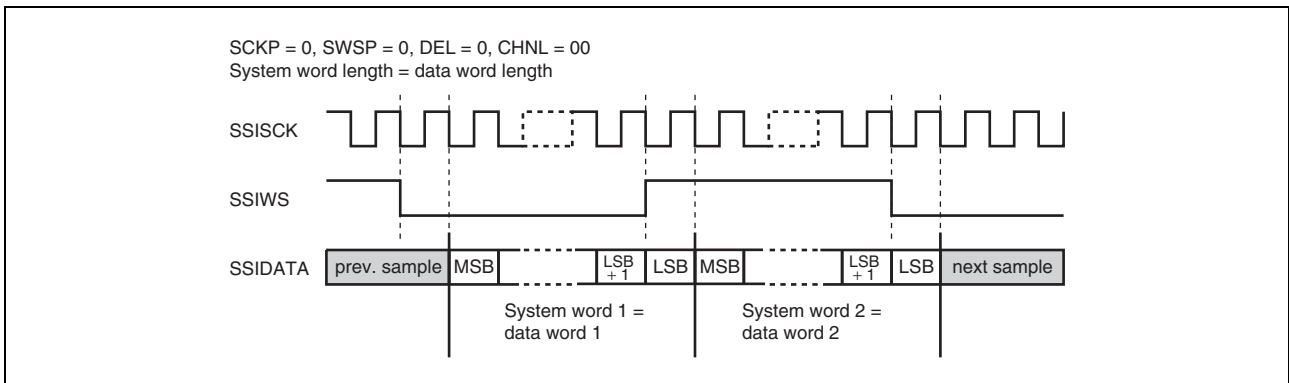 SCKP = 0, SWSP = 0, DEL = 0, CHNL = 00
System word length = data word length
SSISCK
SSIWS
SSIDATA
prev. sample MSB LSB + 1 LSB MSB LSB + 1 LSB next sample
System word 1 = data word 1
System word 2 = data word 2